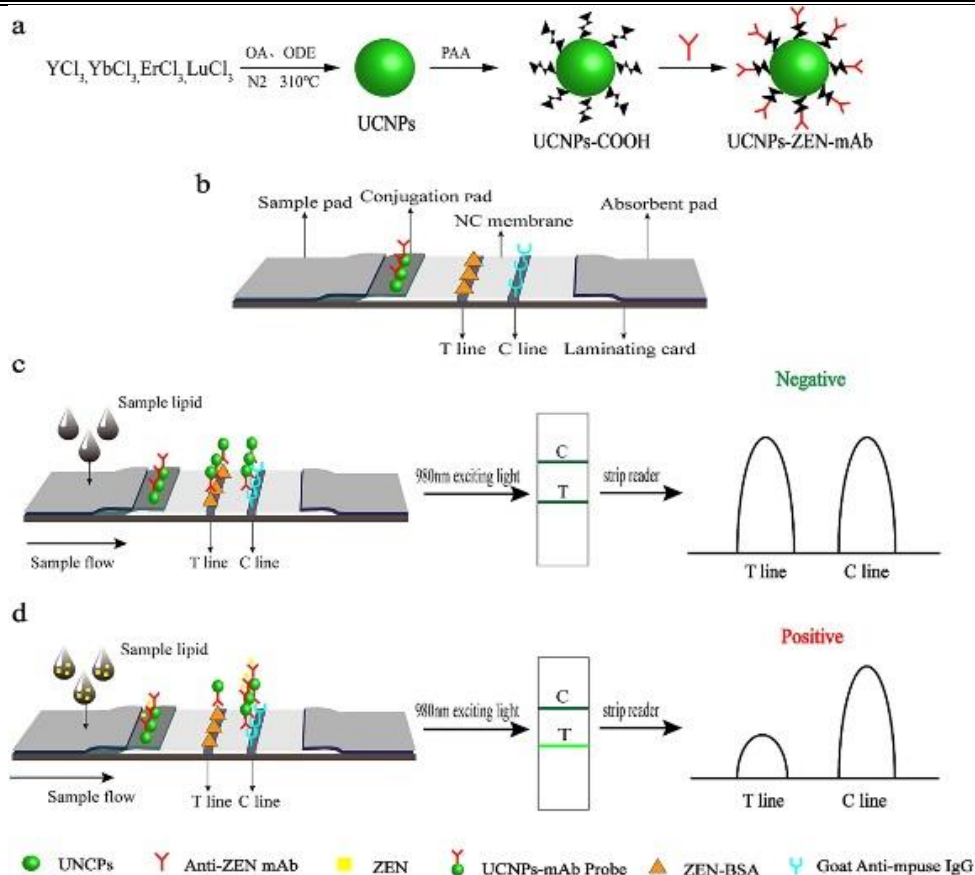 a
YCl3,YbCl3,ErCl3,LuCl3
OA、ODE
N2 310℃
UCNPs
PAA
UCNPs-COOH
UCNPs-ZEN-mAb
b
Sample pad
Conjugation pad
NC membrane
Absorbent pad
T line
C line
Laminating card
c
Sample lipid
Sample flow
T line C line
980nm exciting light
C
T
strip reader
Negative
T line
C line
d
Sample lipid
Sample flow
T line C line
980nm exciting light
C
T
strip reader
Positive
T line
C line
UNCPs
Anti-ZEN mAb
ZEN
UCNPs-mAb Probe
ZEN-BSA
Goat Anti-mpuse IgG